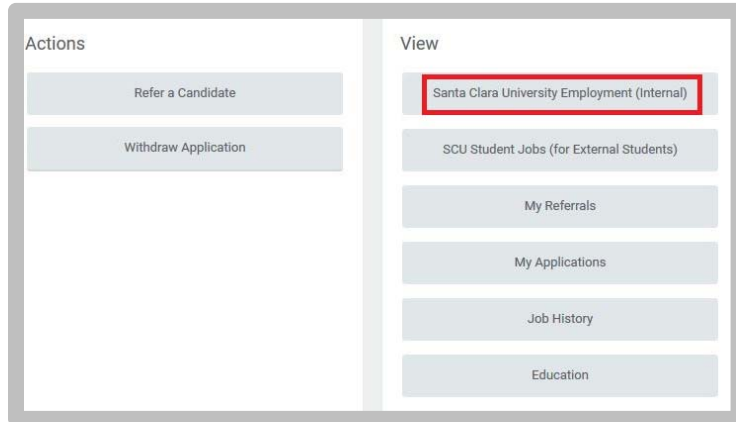 Actions
Refer a Candidate
Withdraw Application
View
Santa Clara University Employment (Internal)
SCU Student Jobs (for External Students)
My Referrals
My Applications
Job History
Education